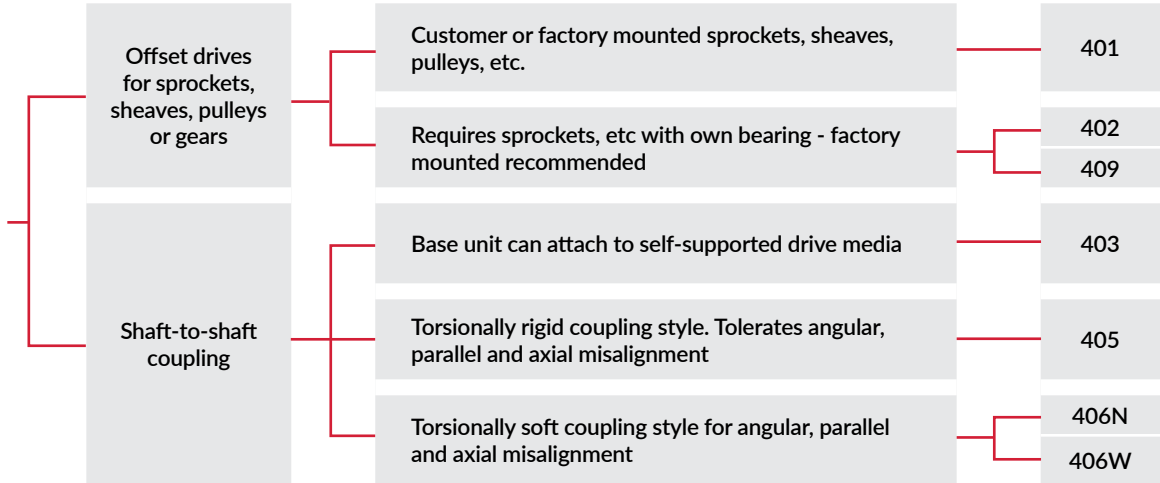 Offset drives
for sprockets,
sheaves, pulleys
or gears
Customer or factory mounted sprockets, sheaves,
pulleys, etc.
401
Requires sprockets, etc with own bearing - factory
mounted recommended
402
409
Shaft-to-shaft
coupling
Base unit can attach to self-supported drive media
403
Torsionally rigid coupling style. Tolerates angular,
parallel and axial misalignment
405
Torsionally soft coupling style for angular, parallel
and axial misalignment
406N
406W